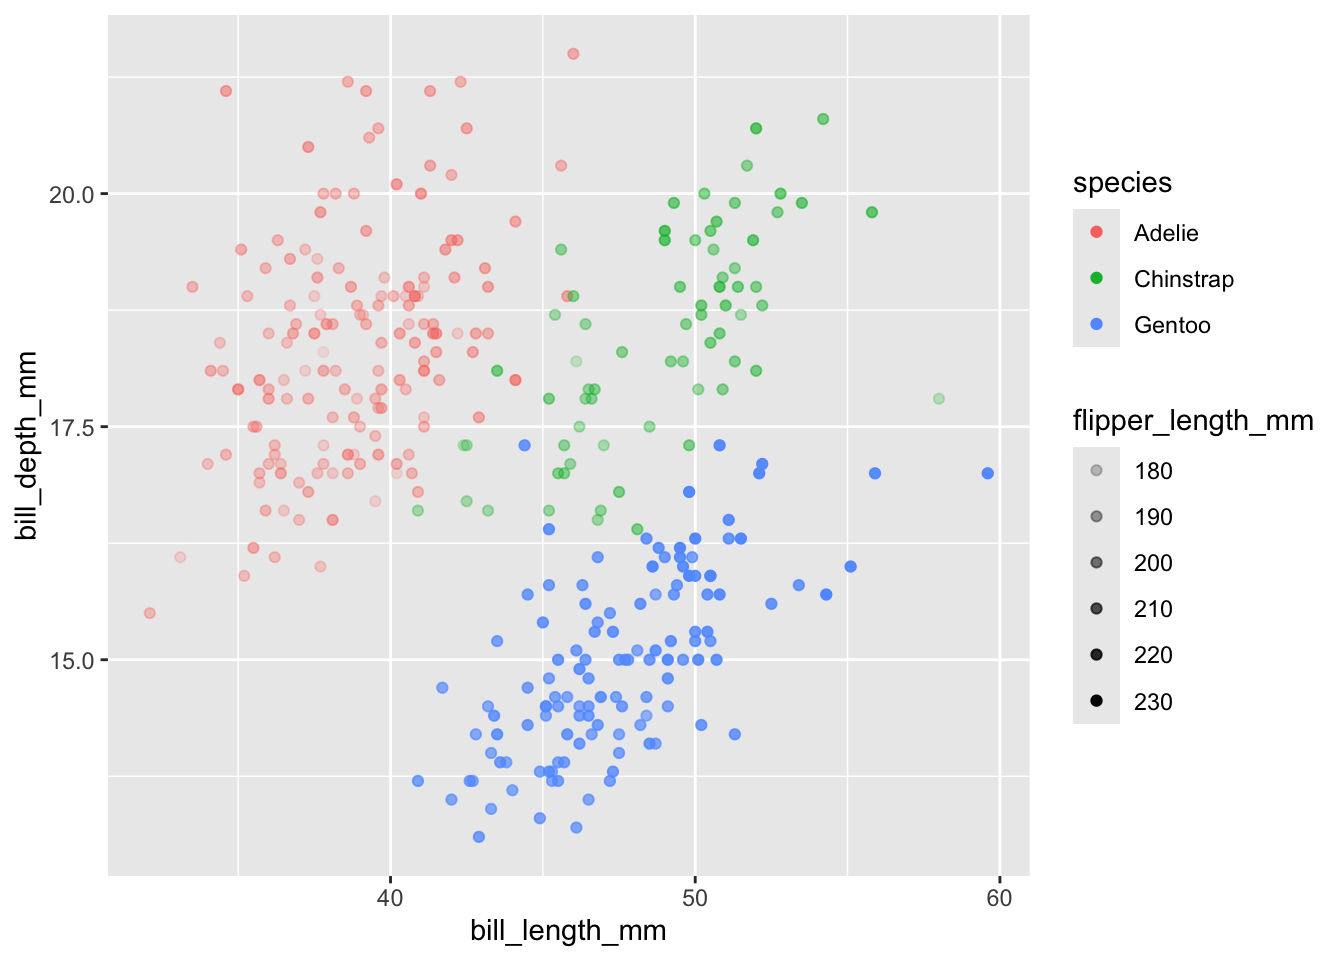 20.0
17.5
15.0
bill_depth_mm
40
50
60
bill_length_mm
species
Adelie
Chinstrap
Gentoo
flipper_length_mm
180
190
200
210
220
230